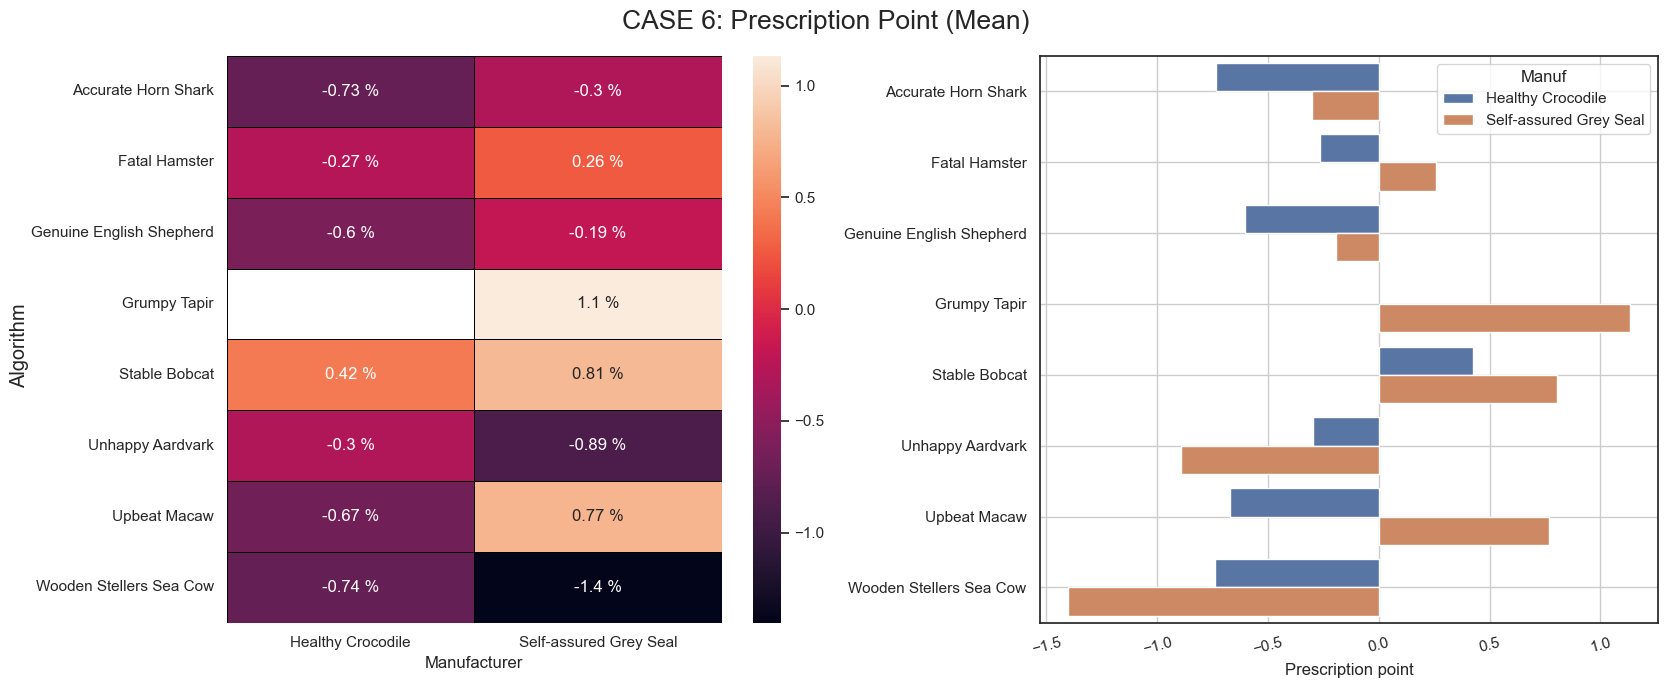 CASE 6: Prescription Point (Mean)
Algorithm
Accurate Horn Shark
-0.73 %
-0.3 %
Fatal Hamster
-0.27 %
0.26 %
Genuine English Shepherd
-0.6 %
-0.19 %
Grumpy Tapir
1.1 %
Stable Bobcat
0.42 %
0.81 %
Unhappy Aardvark
-0.3 %
-0.89 %
Upbeat Macaw
-0.67 %
0.77 %
Wooden Stellers Sea Cow
-0.74 %
-1.4 %
Healthy Crocodile
Self-assured Grey Seal
Manufacturer
1.0
0.5
0.0
−0.5
−1.0
Manuf
Healthy Crocodile
Self-assured Grey Seal
Accurate Horn Shark
Fatal Hamster
Genuine English Shepherd
Grumpy Tapir
Stable Bobcat
Unhappy Aardvark
Upbeat Macaw
Wooden Stellers Sea Cow
−1.5
−1.0
−0.5
0.0
0.5
1.0
Prescription point